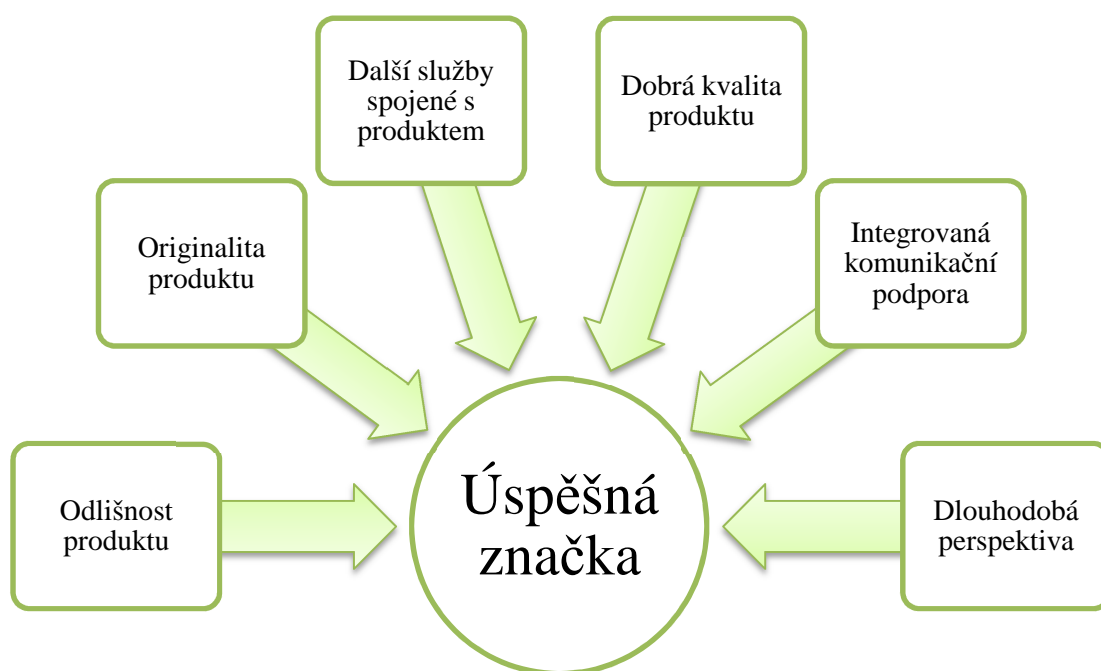 Další služby
spojené s
produktem
Dobrá kvalita
produktu
Originalita
produktu
Integrovaná
komunikační
podpora
Odlišnost
produktu
Úspěšná
značka
Dlouhodobá
perspektiva